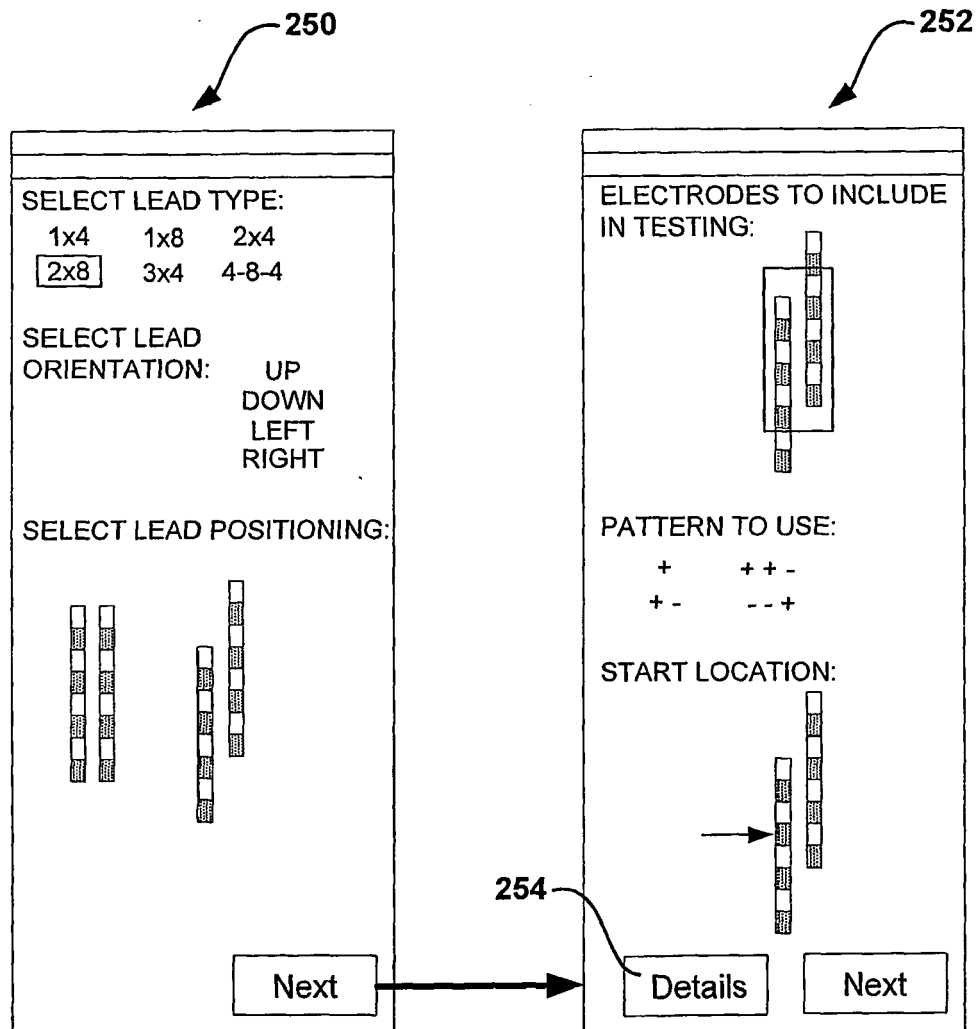 250
252
SELECT LEAD TYPE:
1x4 1x8 2x4
2x8 3x4 4-8-4
SELECT LEAD
ORIENTATION: UP
DOWN
LEFT
RIGHT
SELECT LEAD POSITIONING:
Next
ELECTRODES TO INCLUDE
IN TESTING:
PATTERN TO USE:
+ + + -
+ - - - +
START LOCATION:
254
Details Next